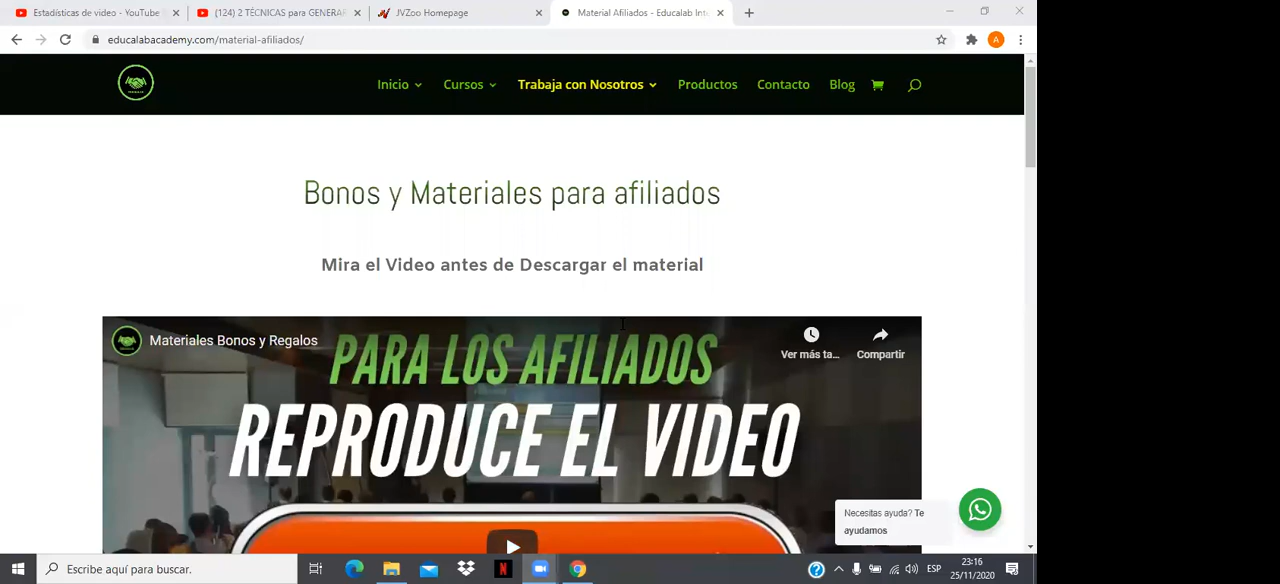 Estadísticas de video - YouTube
(124) 2 TÉCNICAS para GENERAR
JVZoo Homepage
Material Afiliados - Educalab Int
educalabacademy.com/material-afiliados/
A
Inicio
Cursos
Trabaja con Nosotros
Productos
Contacto
Blog
Bonos y Materiales para afiliados
Mira el Video antes de Descargar el material
Materiales Bonos y Regalos
Ver más ta...
Compartir
PARA LOS AFILIADOS
REPRODUCE EL VIDEO
Necesitas ayuda? Te
ayudamos
Escribe aquí para buscar.
N
ESP
23:16
25/11/2020